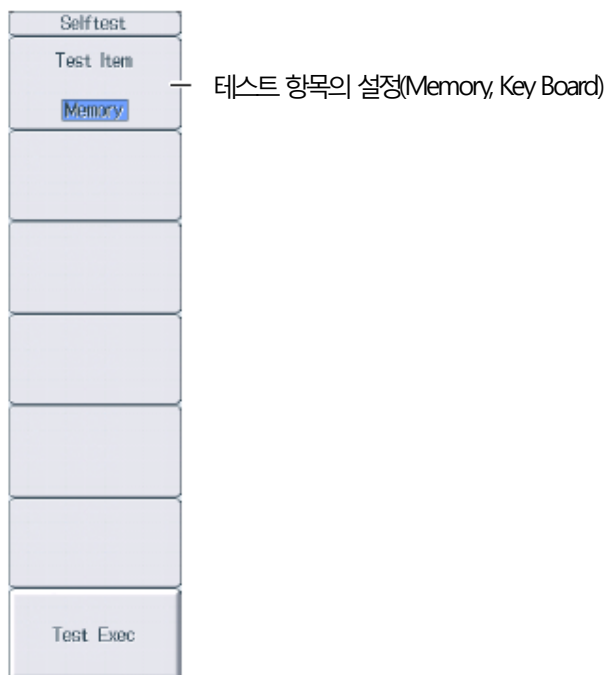 Selftest
Test Item
테스트 항목의 설정(Memory, Key Board)
Memory
Test Exec